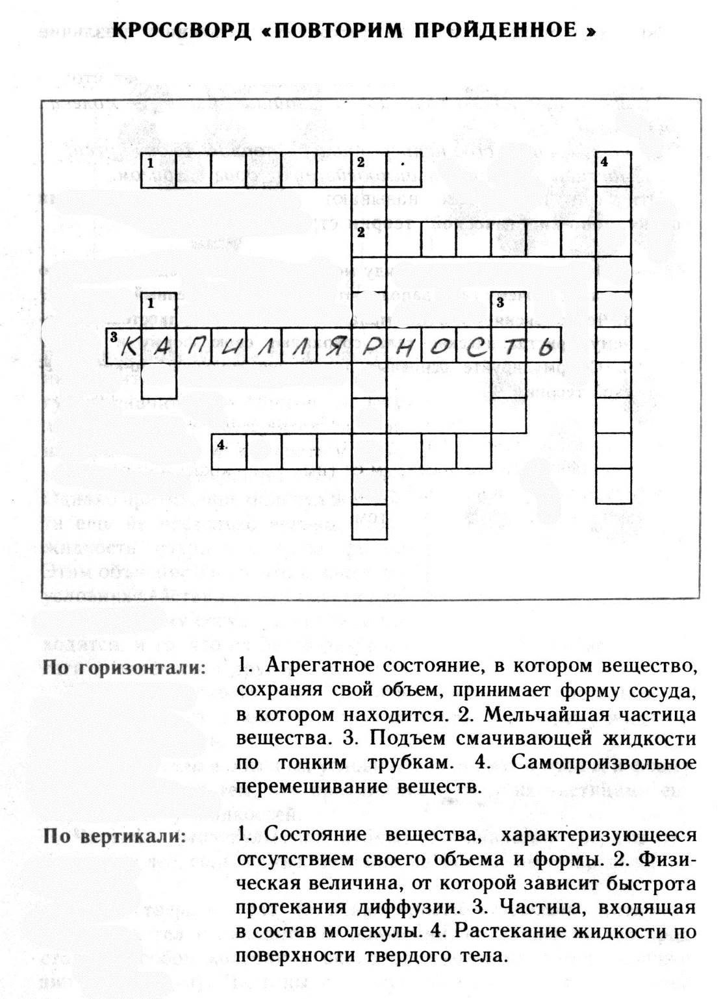 КРОССВОРД «ПОВТОРИМ ПРОЙДЕННОЕ »
1 2 4
2
1 3
3 КАПИЛЛЯРНОСТЬ
4.
По горизонтали: 1. Агрегатное состояние, в котором вещество,
сохраняя свой объем, принимает форму сосуда,
в котором находится. 2. Мельчайшая частица
вещества. 3. Подъем смачивающей жидкости
по тонким трубкам. 4. Самопроизвольное
перемешивание веществ.
По вертикали: 1. Состояние вещества, характеризующееся
отсутствием своего объема и формы. 2. Физи-
ческая величина, от которой зависит быстрота
протекания диффузии. 3. Частица, входящая
в состав молекулы. 4. Растекание жидкости по
поверхности твердого тела.